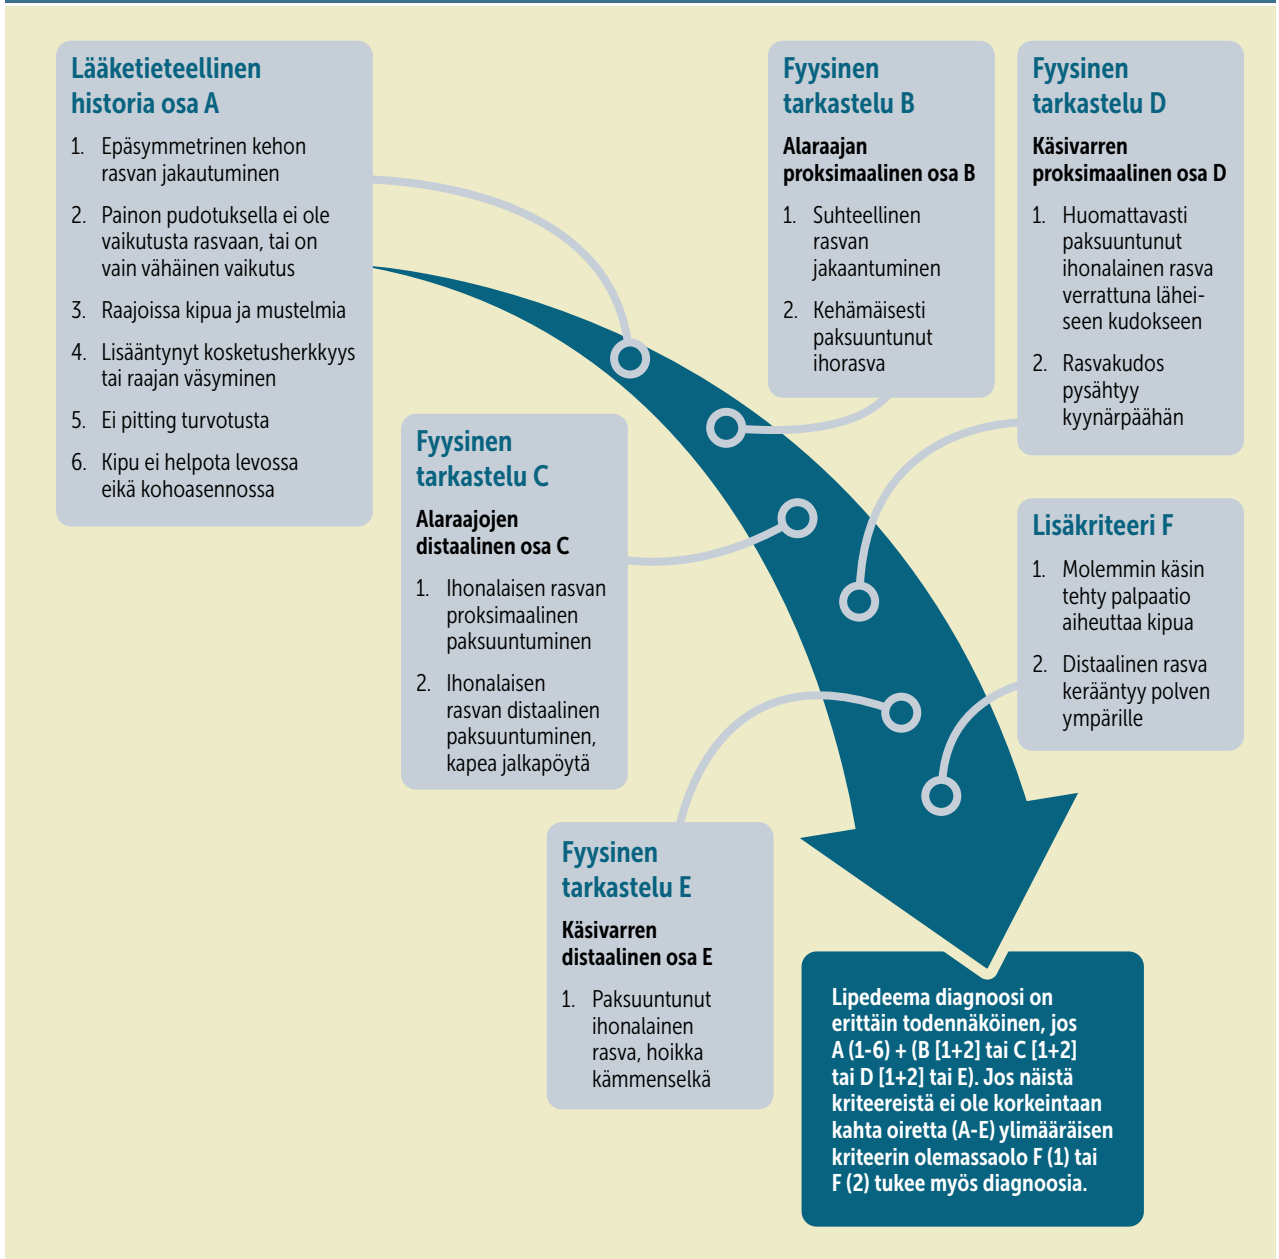 Lääketieteellinen
historia osa A
1. Epäsymmetrinen kehon
rasvan jakautuminen
2. Painon pudotuksella ei ole
vaikutusta rasvaan, tai on
vain vähäinen vaikutus
3. Raajoissa kipua ja mustelmia
4. Lisääntynyt kosketusherkkyys
tai raajan väsyminen
5. Ei pitting turvotusta
6. Kipu ei helpota levossa
eikä kohoasennossa
Fyysinen
tarkastelu B
Alaraajan
proksimaalinen osa B
1. Suhteellinen
rasvan
jakaantuminen
2. Kehämäisesti
paksuuntunut
ihorasva
Fyysinen
tarkastelu D
Käsivarren
proksimaalinen osa D
1. Huomattavasti
paksuuntunut
ihonalainen rasva
verrattuna lähei-
seen kudokseen
2. Rasvakudos
pysähtyy
kyynärpäähän
Fyysinen
tarkastelu C
Alaraajojen
distaalinen osa C
1. Ihonalaisen rasvan
proksimaalinen
paksuuntuminen
2. Ihonalaisen
rasvan distaalinen
paksuuntuminen,
kapea jalkapöytä
Lisäkriteeri F
1. Molemmin käsin
tehty palpaatio
aiheuttaa kipua
2. Distaalinen rasva
kerääntyy polven
ympärille
Fyysinen
tarkastelu E
Käsivarren
distaalinen osa E
1. Paksuuntunut
ihonalainen
rasva, hoikka
kämmenselkä
Lipedeema diagnoosi on
erittäin todennäköinen, jos
A (1-6) + (B [1+2] tai C [1+2]
tai D [1+2] tai E). Jos näistä
kriteereistä ei ole korkeintaan
kahta oiretta (A-E) ylimääräisen
kriteerin olemassaolo F (1) tai
F (2) tukee myös diagnoosia.